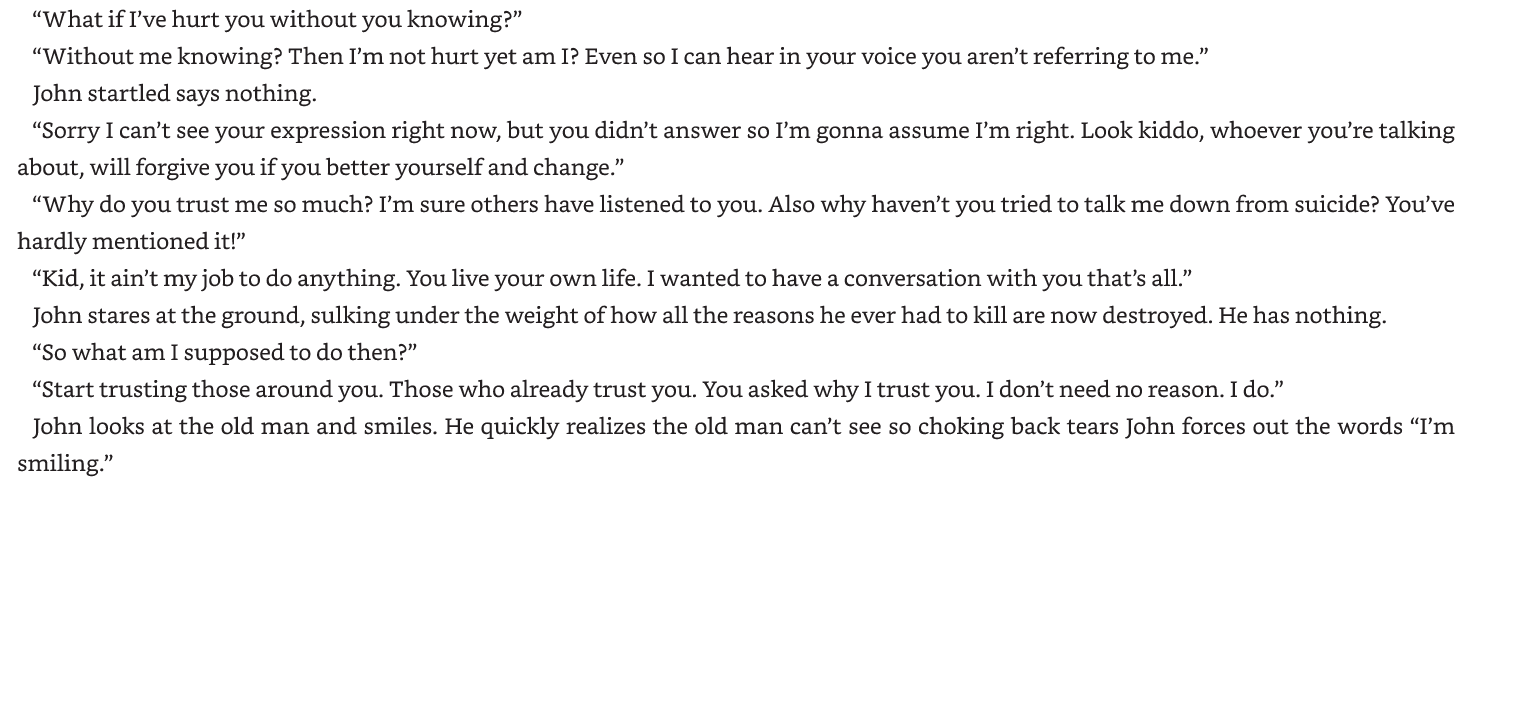 “What if I’ve hurt you without you knowing?”
“Without me knowing? Then I’m not hurt yet am I? Even so I can hear in your voice you aren’t referring to me.”
John startled says nothing.
“Sorry I can’t see your expression right now, but you didn’t answer so I’m gonna assume I’m right. Look kiddo, whoever you’re talking
about, will forgive you if you better yourself and change.”
“Why do you trust me so much? I’m sure others have listened to you. Also why haven’t you tried to talk me down from suicide? You’ve
hardly mentioned it!”
“Kid, it ain’t my job to do anything. You live your own life. I wanted to have a conversation with you that’s all.”
John stares at the ground, sulking under the weight of how all the reasons he ever had to kill are now destroyed. He has nothing.
“So what am I supposed to do then?”
“Start trusting those around you. Those who already trust you. You asked why I trust you. I don’t need no reason. I do.”
John looks at the old man and smiles. He quickly realizes the old man can’t see so choking back tears John forces out the words “I’m
smiling.”